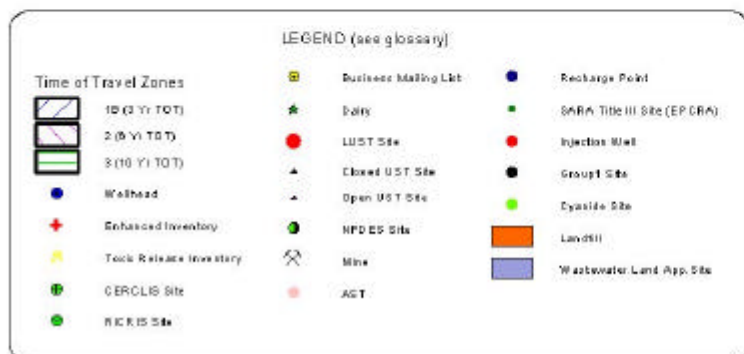 LEGEND (see glossary)
Time of Travel Zones
1B (3 Yr TOT)
2 (6 Yr TOT)
3 (10 Yr TOT)
Wellhead
Enhanced Inventory
Toxic Release Inventory
CERCLIS Site
RICRIS Site
Business Mailing List
Dairy
LUST Site
Closed UST Site
Open UST Site
NPDES Site
Mine
AST
Recharge Point
SARA Title III Site (EPCRA)
Injection Well
Group1 Site
Cyanide Site
Landfill
Wastewater Land App. Site